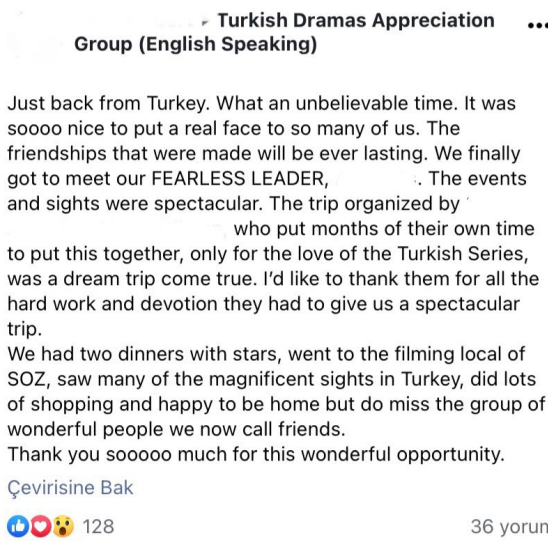 Turkish Dramas Appreciation
Group (English Speaking)
Just back from Turkey. What an unbelievable time. It was
soooo nice to put a real face to so many of us. The
friendships that were made will be ever lasting. We finally
got to meet our FEARLESS LEADER, . The events
and sights were spectacular. The trip organized by
who put months of their own time
to put this together, only for the love of the Turkish Series,
was a dream trip come true. I'd like to thank them for all the
hard work and devotion they had to give us a spectacular
trip.
We had two dinners with stars, went to the filming local of
SOZ, saw many of the magnificent sights in Turkey, did lots
of shopping and happy to be home but do miss the group of
wonderful people we now call friends.
Thank you sooooo much for this wonderful opportunity.
Çevirisine Bak
128
36 yorum